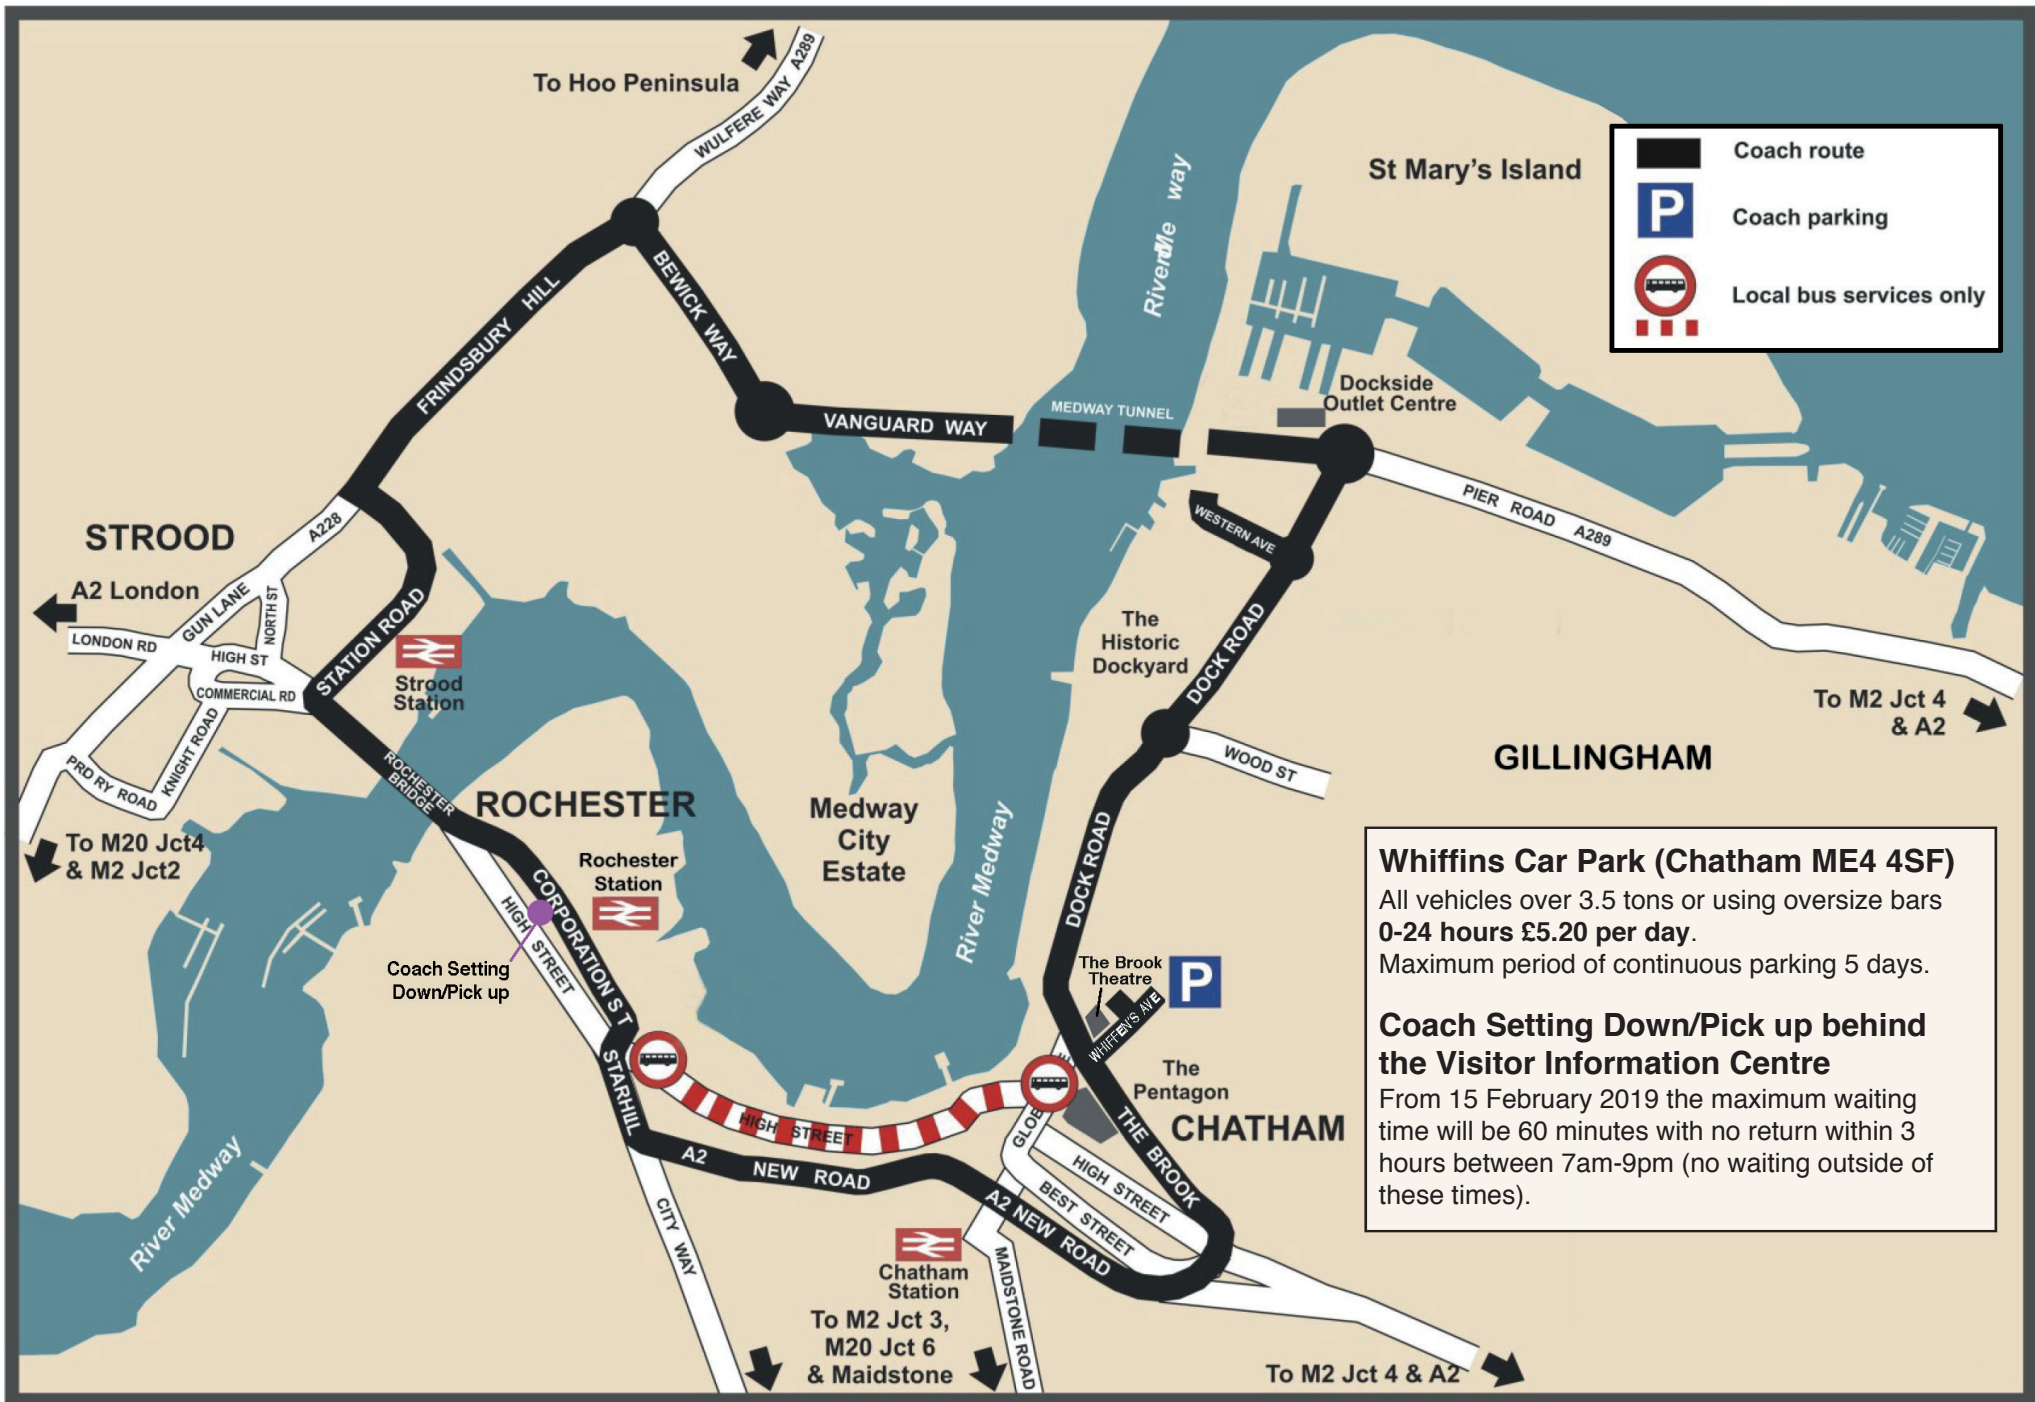 To Hoo Peninsula
WULFERE WAY A289
River Me way
St Mary's Island
Coach route
P
Coach parking
Local bus services only
FRINDSBURY HILL
BEWICK WAY
VANGUARD WAY
MEDWAY TUNNEL
Dockside
Outlet Centre
PIER ROAD A289
WESTERN AVE
STROOD
A228
A2 London
GUN LANE
NORTH ST
LONDON RD
HIGH ST
COMMERCIAL RD
STATION ROAD
Strood
Station
KNIGHT ROAD
PRD RY ROAD
To M20 Jct4
& M2 Jct2
The
Historic
Dockyard
DOCK ROAD
To M2 Jct 4
& A2
WOOD ST
GILLINGHAM
ROCHESTER
BRIDGE
ROCHESTER
Medway
City
Estate
River Medway
DOCK ROAD
Rochester
Station
CORPORATION S T
HIGH STREET
Coach Setting
Down/Pick up
The Brook
Theatre
P
WHIFFEN'S AVE
Whiffins Car Park (Chatham ME4 4SF)
All vehicles over 3.5 tons or using oversize bars
0-24 hours £5.20 per day.
Maximum period of continuous parking 5 days.
Coach Setting Down/Pick up behind
the Visitor Information Centre
From 15 February 2019 the maximum waiting
time will be 60 minutes with no return within 3
hours between 7am-9pm (no waiting outside of
these times).
The
Pentagon
CHATHAM
STARHILL
HIGH STREET
GLOB
E
THE BROOK
A2 NEW ROAD
HIGH STREET
BEST STREET
A2 NEW ROAD
River Medway
CITY WAY
Chatham
Station
MAIDSTONE ROAD
To M2 Jct 3,
M20 Jct 6
& Maidstone
To M2 Jct 4 & A2